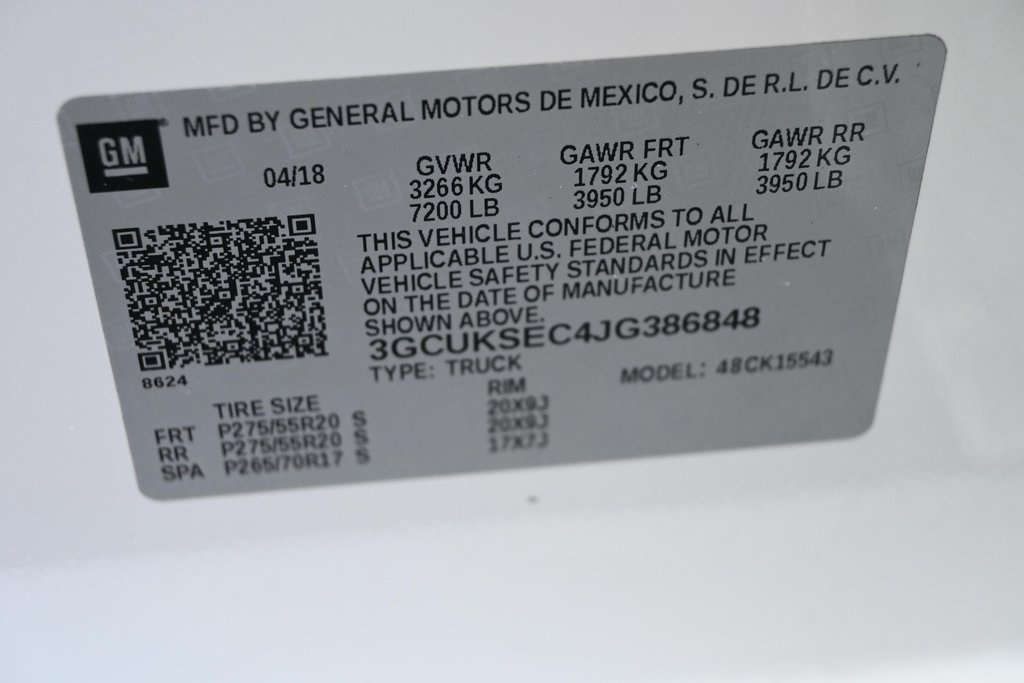 GM
MFD BY GENERAL MOTORS DE MEXICO, S. DE R.L. DE C.V.
04/18
GVWR
3266 KG
7200 LB
GAWR FRT
1792 KG
3950 LB
GAWR RR
1792 KG
3950 LB
THIS VEHICLE CONFORMS TO ALL
APPLICABLE U.S. FEDERAL MOTOR
VEHICLE SAFETY STANDARDS IN EFFECT
ON THE DATE OF MANUFACTURE
SHOWN ABOVE.
3GCUKSEC4JG386848
TYPE: TRUCK MODEL: 48CK15543
8624
TIRE SIZE RIM
FRT P275/55R20 S 20X9J
RR P275/55R20 S 20X9J
SPA P265/70R17 S 17X7J